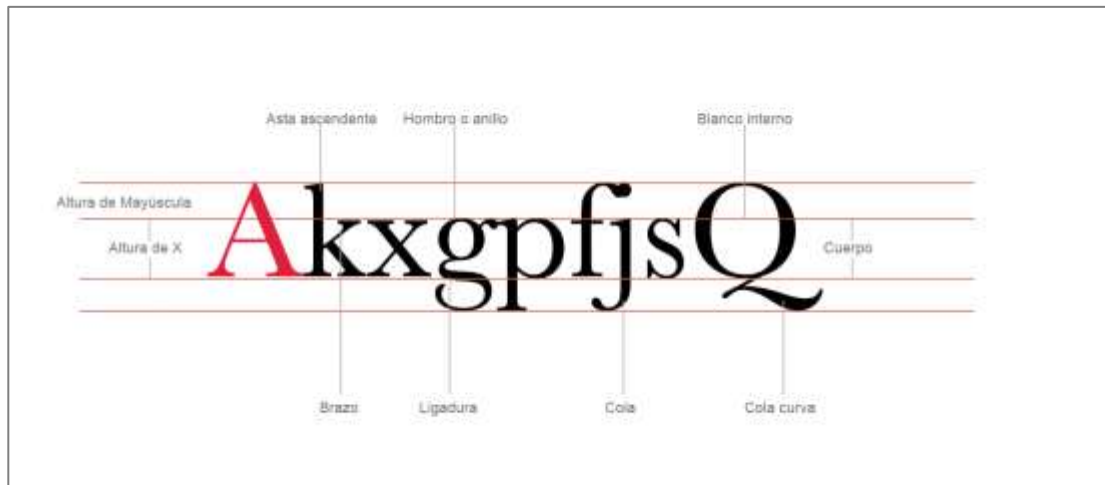 Asta ascendente Hombro o anillo Blanco interno
Altura de Mayúscula
AkxgpfjsQ
Altura de X Cuerpo
Brazo Ligadura Cola Cola curva